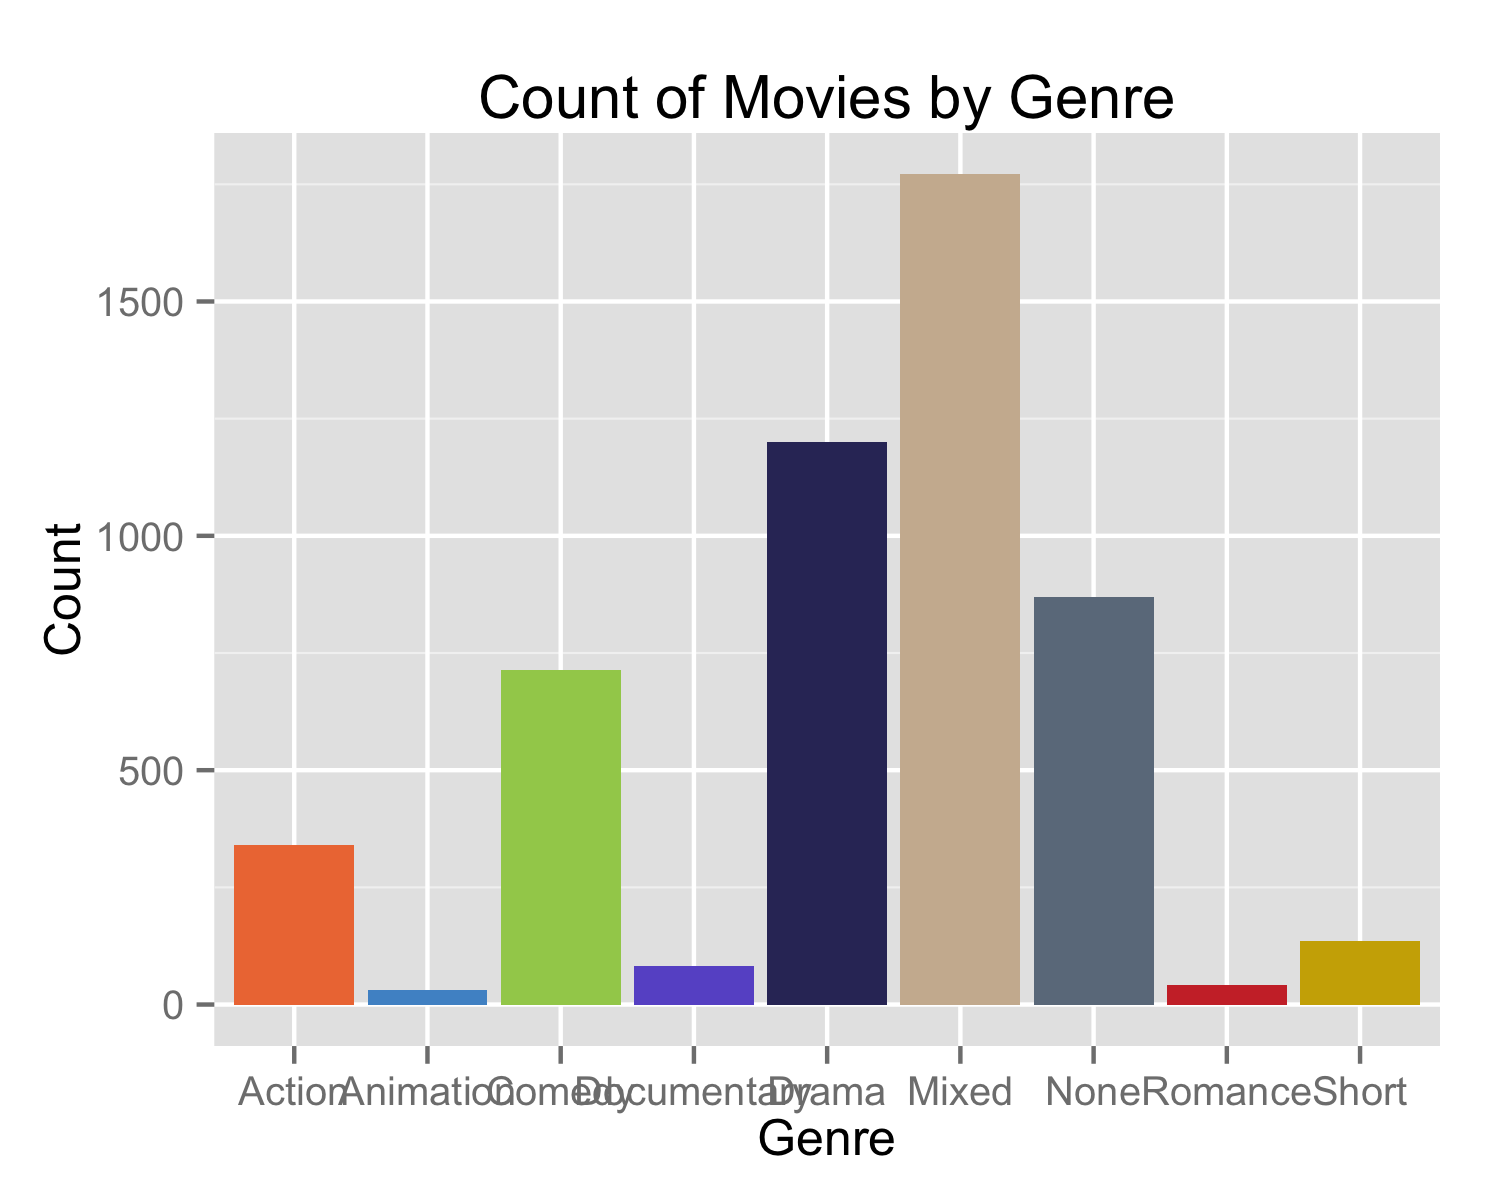 Count of Movies by Genre
Count
1500
1000
500
0
Action Animation Comedy Documentary Drama Mixed None Romance Short
Genre